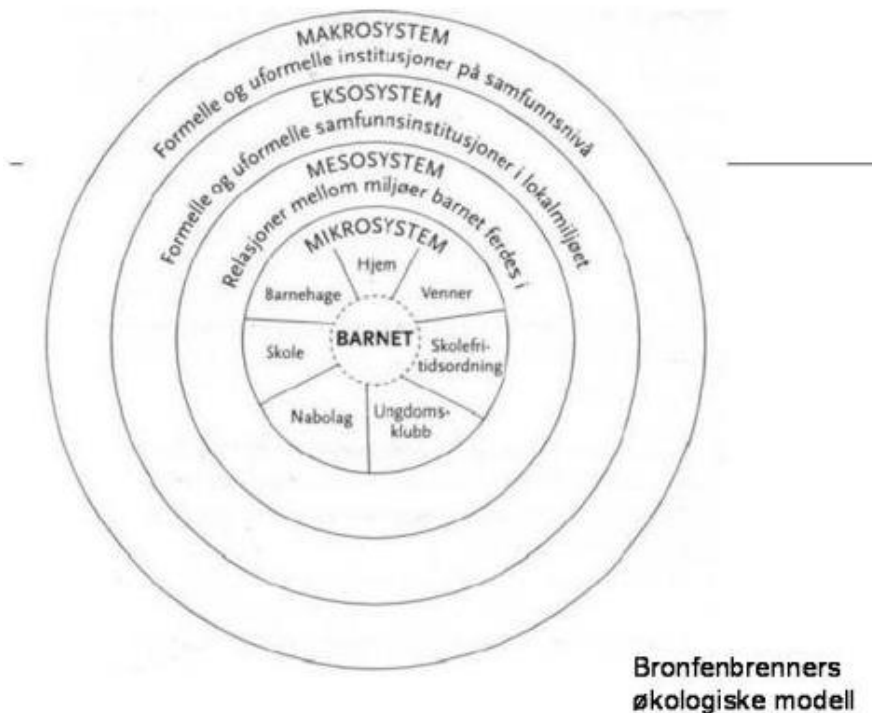 MAKROSYSTEM
Formelle og uformelle institusjoner på samfunnsnivå
EKSOSYSTEM
Formelle og uformelle samfunnsinstitusjoner i lokalmiljøet
MESOSYSTEM
Relasjoner mellom miljøer barnet ferdes i
MIKROSYSTEM
Hjem
Barnehage
Venner
BARNET
Skole
Skolefri-
tidsordning
Nabolag
Ungdoms-
klubb
Bronfenbrenners
økologiske modell